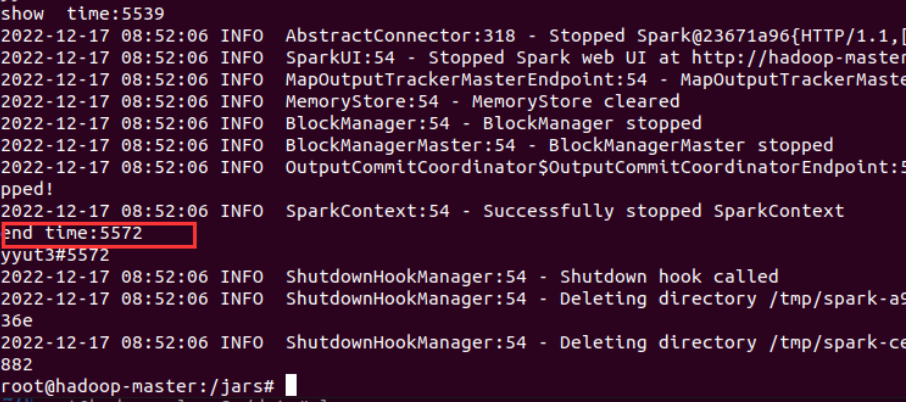 show  time:5539
2022-12-17 08:52:06 INFO  AbstractConnector:318 - Stopped Spark@23671a96{HTTP/1.1,[
2022-12-17 08:52:06 INFO  SparkUI:54 - Stopped Spark web UI at http://hadoop-master
2022-12-17 08:52:06 INFO  MapOutputTrackerMasterEndpoint:54 - MapOutputTrackerMaste
2022-12-17 08:52:06 INFO  MemoryStore:54 - MemoryStore cleared
2022-12-17 08:52:06 INFO  BlockManager:54 - BlockManager stopped
2022-12-17 08:52:06 INFO  BlockManagerMaster:54 - BlockManagerMaster stopped
2022-12-17 08:52:06 INFO  OutputCommitCoordinator$OutputCommitCoordinatorEndpoint:5
pped!
2022-12-17 08:52:06 INFO  SparkContext:54 - Successfully stopped SparkContext
end time:5572
yyut3#5572
2022-12-17 08:52:06 INFO  ShutdownHookManager:54 - Shutdown hook called
2022-12-17 08:52:06 INFO  ShutdownHookManager:54 - Deleting directory /tmp/spark-a9
36e
2022-12-17 08:52:06 INFO  ShutdownHookManager:54 - Deleting directory /tmp/spark-ce
882
root@hadoop-master:/jars#